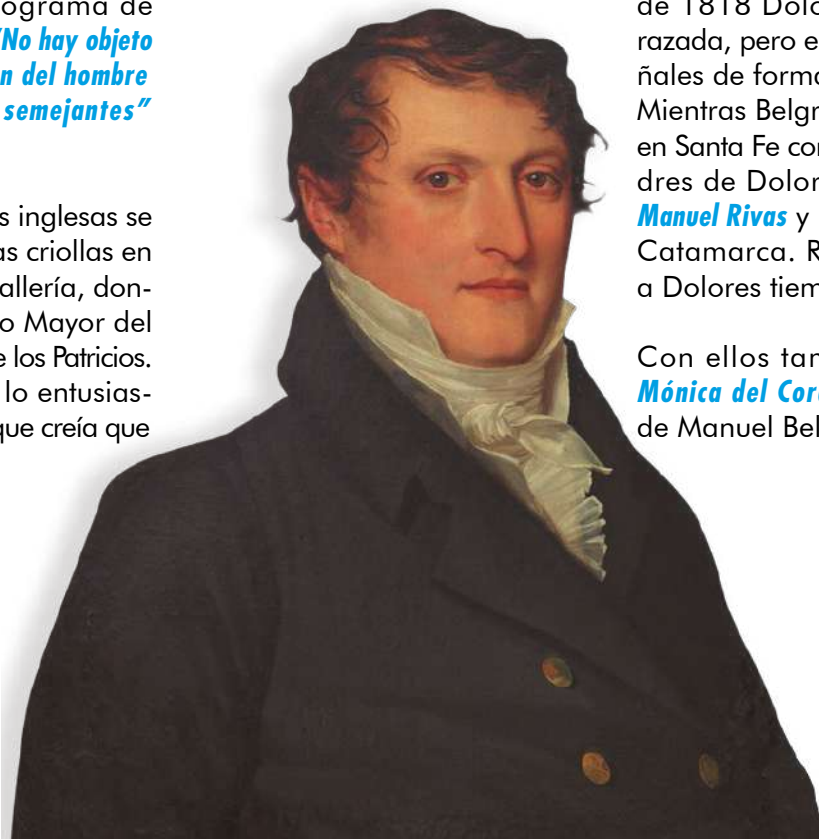 ograma de
"No hay objeto
n del hombre
semejantes"
s inglesas se
as criollas en
allería, don-
o Mayor del
e los Patricios.
lo entusias-
que creía que
de 1818 Dolo
razada, pero e
ñales de forma
Mientras Belgr
en Santa Fe con
dres de Dolor
Manuel Rivas y
Catamarca. R
a Dolores tiem
Con ellos tan
Mónica del Cor
de Manuel Bel